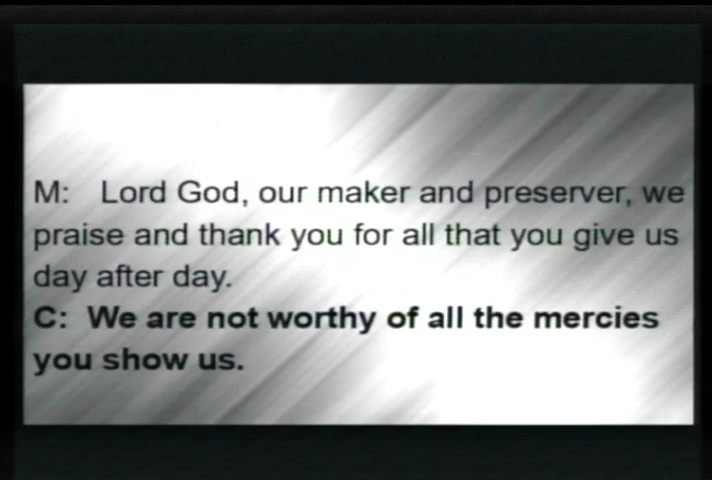 M: Lord God, our maker and preserver, we
praise and thank you for all that you give us
day after day.
C: We are not worthy of all the mercies
you show us.